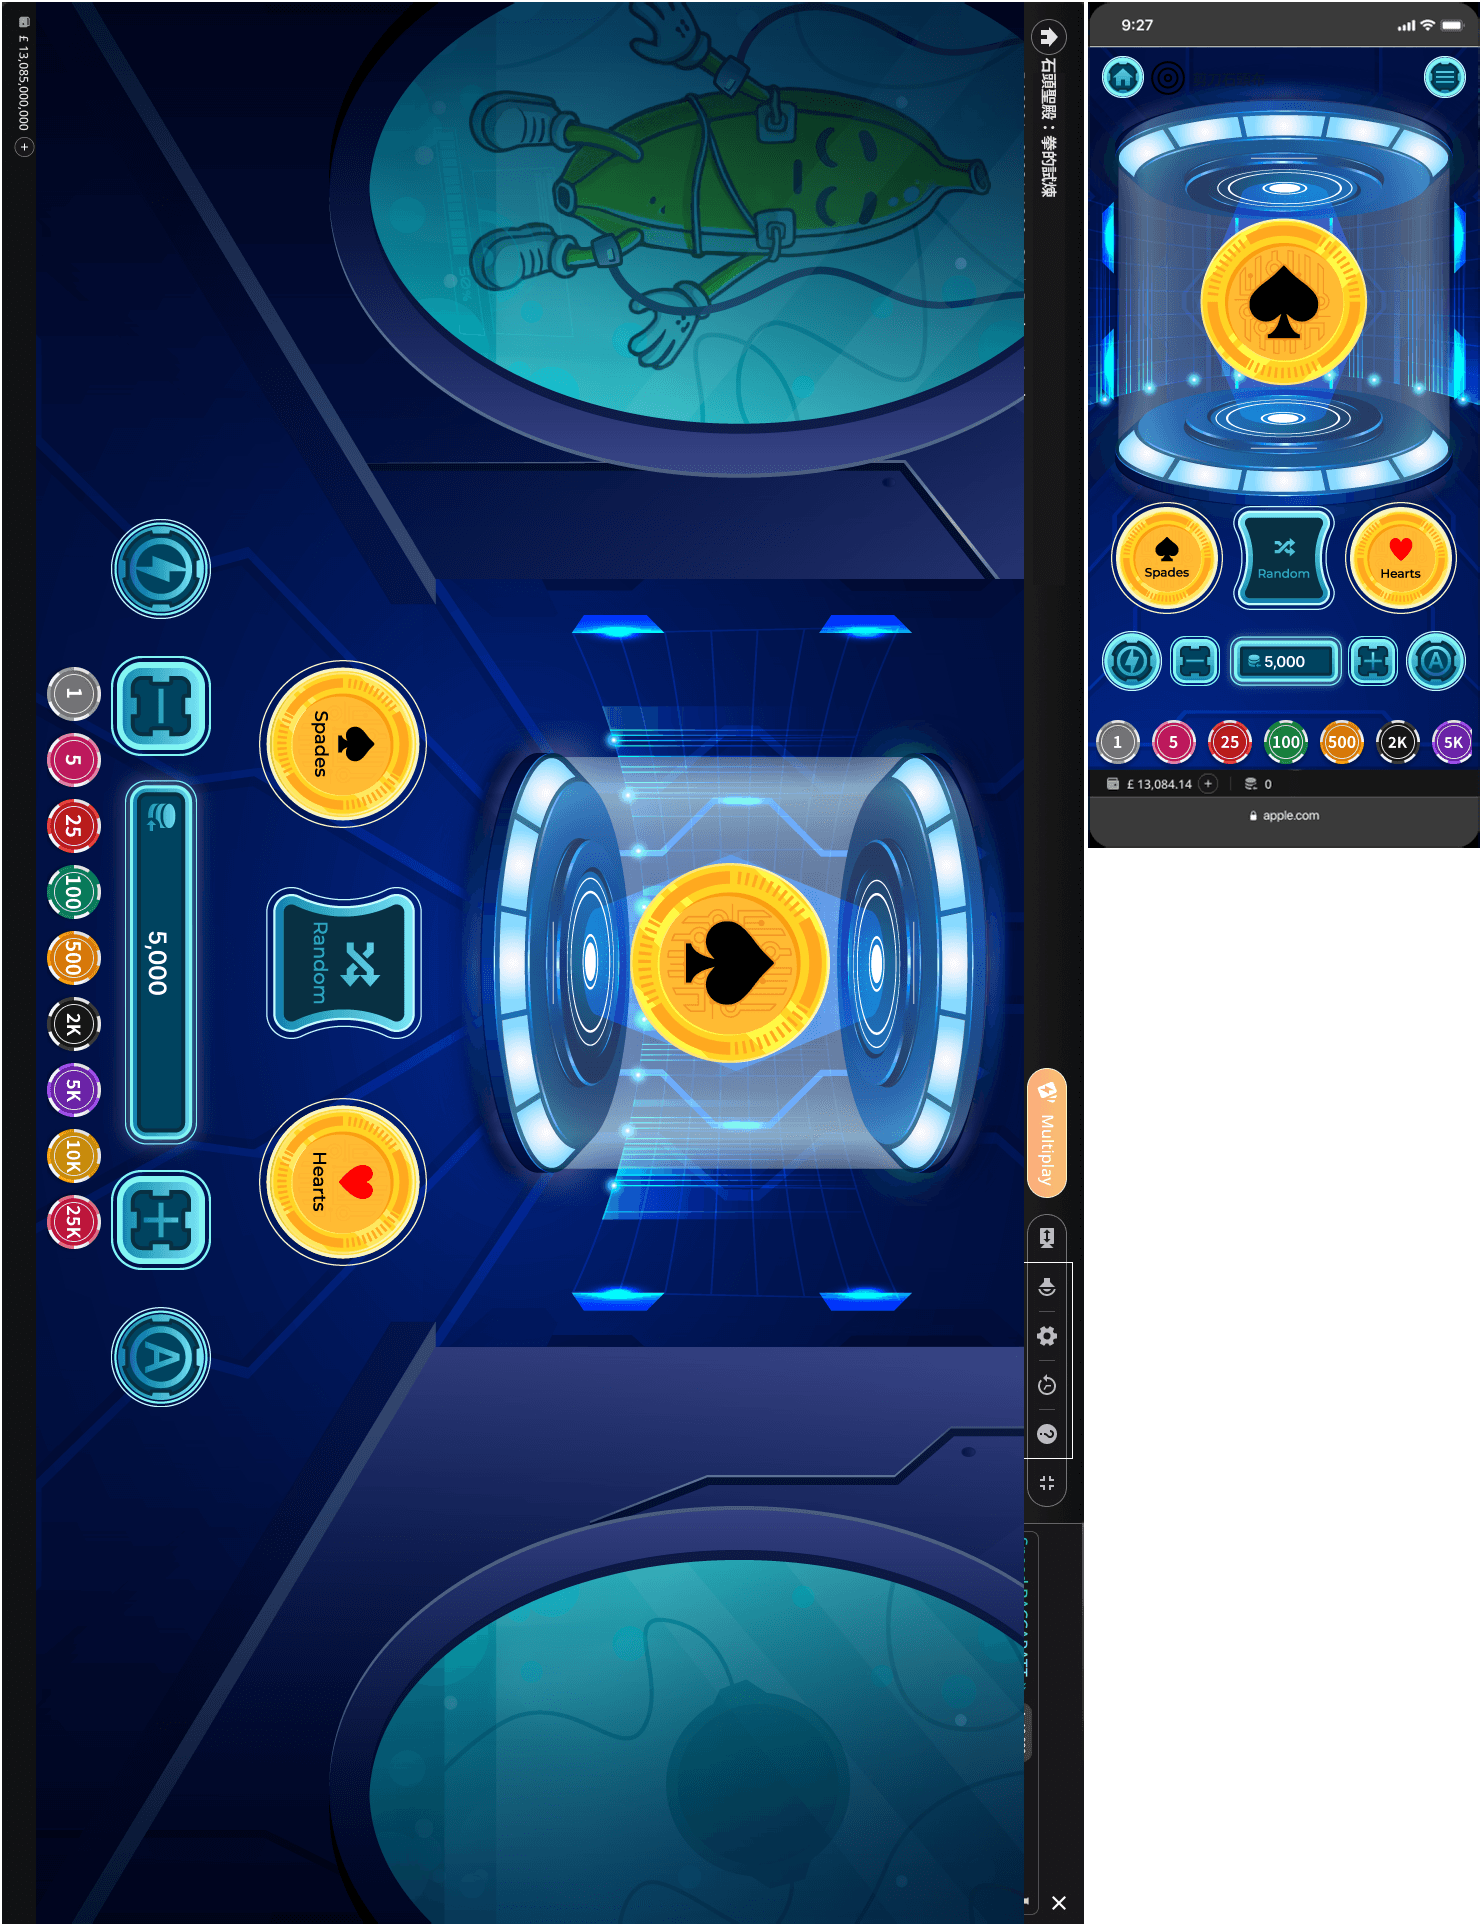 石頭聖殿：拳的試煉
Multiplay
Spades
Random
Hearts
5,000
A
1
5
25
100
500
2K
5K
10K
25K
£ 13,085,000,000
9:27
Spades
Random
Hearts
5,000
A
1
5
25
100
500
2K
5K
£ 13,084.14
0
apple.com